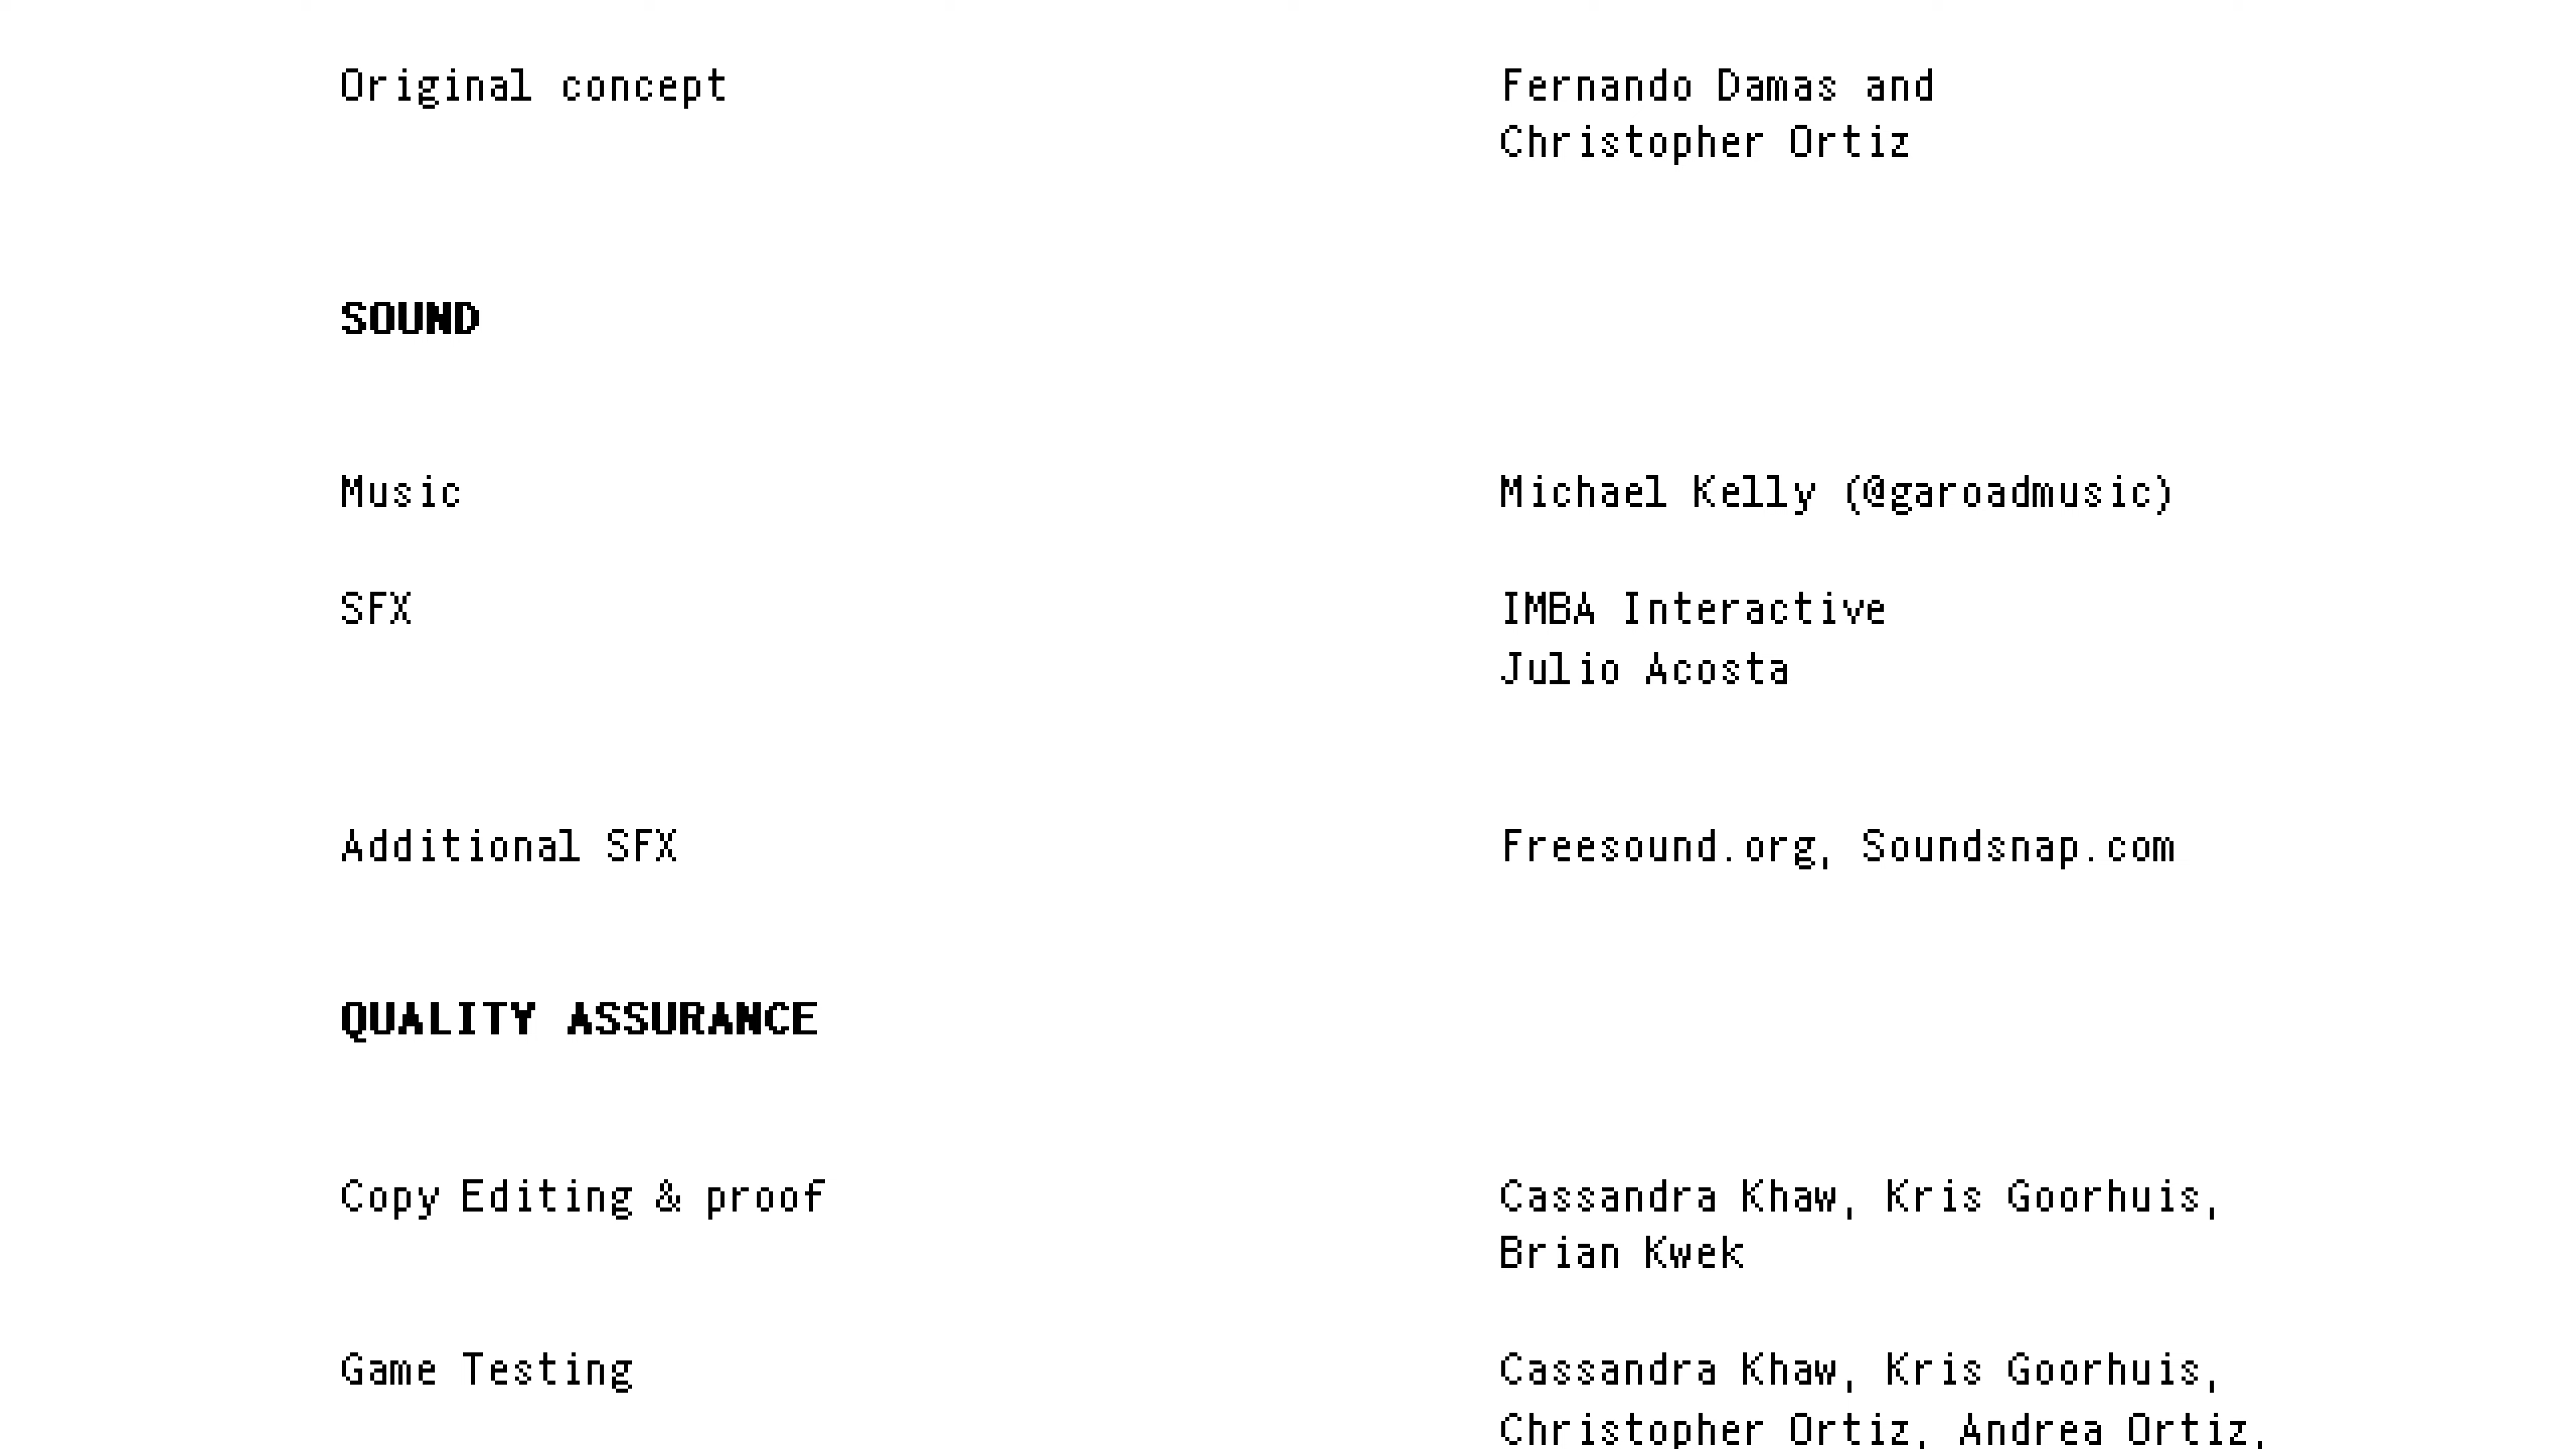 Original concept Fernando Damas and
Christopher Ortiz
SOUND
Music Michael Kelly (@garoadmusic)
SFX IMBA Interactive
Julio Acosta
Additional SFX Freesound.org, Soundsnap.com
QUALITY ASSURANCE
Copy Editing & proof Cassandra Khaw, Kris Goorhuis,
Brian Kwek
Game Testing Cassandra Khaw, Kris Goorhuis,
Christopher Ortiz, Andrea Ortiz,